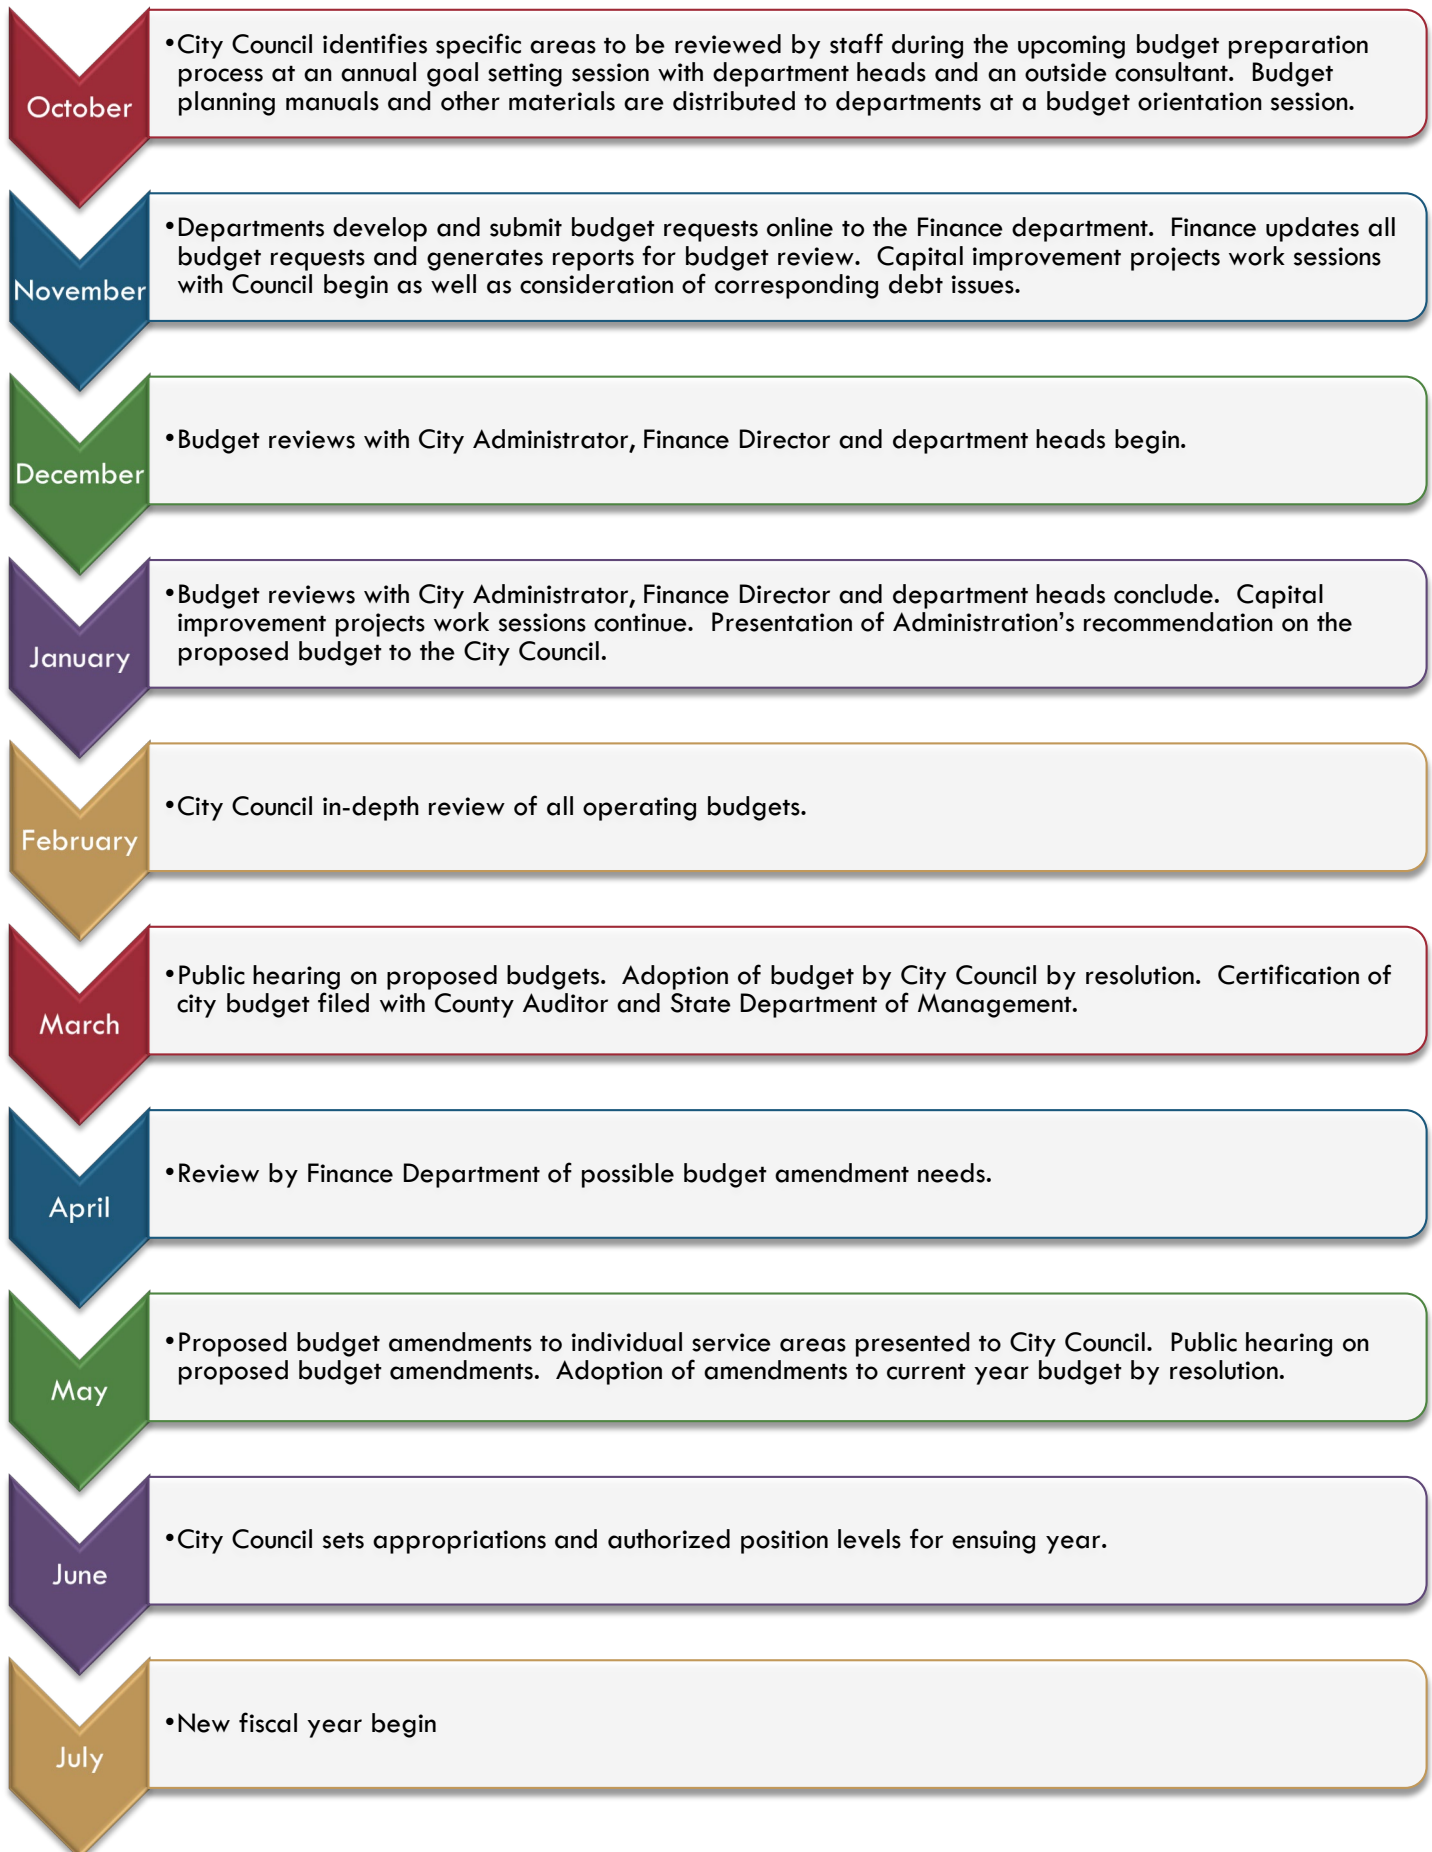 October
•City Council identifies specific areas to be reviewed by staff during the upcoming budget preparation
process at an annual goal setting session with department heads and an outside consultant.  Budget
planning manuals and other materials are distributed to departments at a budget orientation session.
November
•Departments develop and submit budget requests online to the Finance department.  Finance updates all
budget requests and generates reports for budget review.  Capital improvement projects work sessions
with Council begin as well as consideration of corresponding debt issues.
December
•Budget reviews with City Administrator, Finance Director and department heads begin.
January
•Budget reviews with City Administrator, Finance Director and department heads conclude.  Capital
improvement projects work sessions continue.  Presentation of Administration’s recommendation on the
proposed budget to the City Council.
February
•City Council in-depth review of all operating budgets.
March
•Public hearing on proposed budgets.  Adoption of budget by City Council by resolution.  Certification of
city budget filed with County Auditor and State Department of Management.
April
•Review by Finance Department of possible budget amendment needs.
May
•Proposed budget amendments to individual service areas presented to City Council.  Public hearing on
proposed budget amendments.  Adoption of amendments to current year budget by resolution.
June
•City Council sets appropriations and authorized position levels for ensuing year.
July
•New fiscal year begin